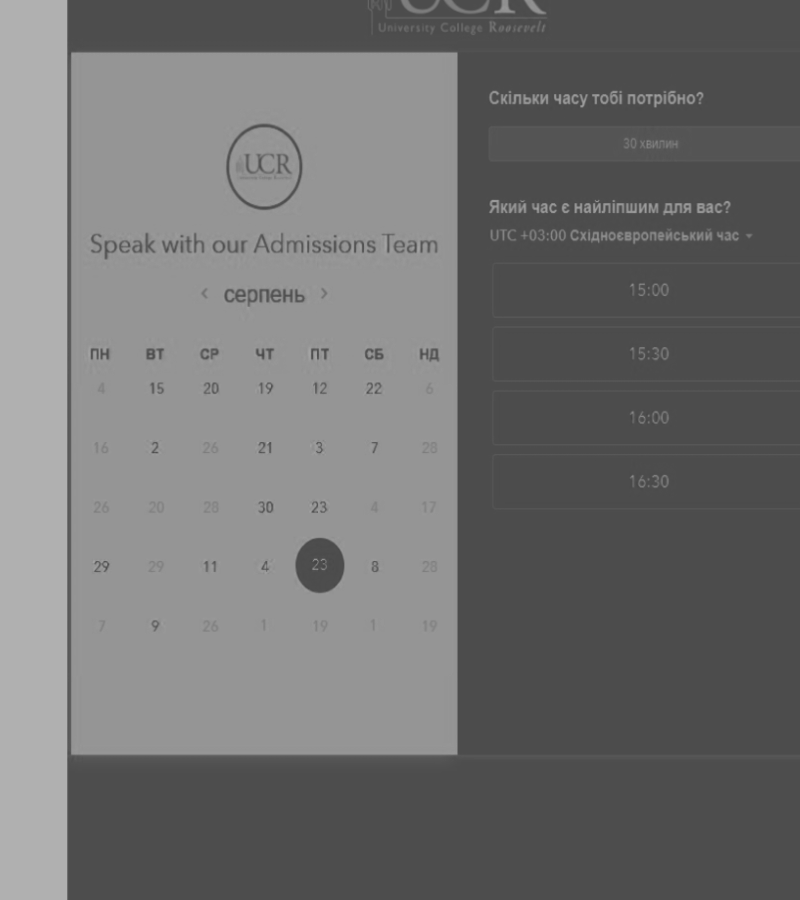 UCR
University College Roosevelt
UCR
Speak with our Admissions Team
‹ серпень ›
ПН ВТ СР ЧТ ПТ СБ НД
4 15 20 19 12 22 6
16 2 26 21 3 7 28
26 20 28 30 23 4 17
29 29 11 4 23 8 28
7 9 26 1 19 1 19
Скільки часу тобі потрібно?
30 хвилин
Який час є найліпшим для вас?
UTC +03:00 Східноєвропейський час
15:00
15:30
16:00
16:30